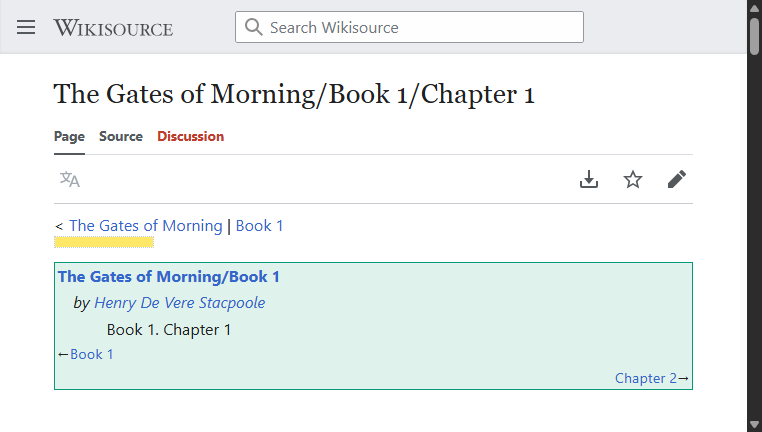 WIKISOURCE
Search Wikisource
The Gates of Morning/Book 1/Chapter 1
Page Source Discussion
< The Gates of Morning | Book 1
The Gates of Morning/Book 1
by Henry De Vere Stacpoole
Book 1. Chapter 1
←Book 1
Chapter 2→